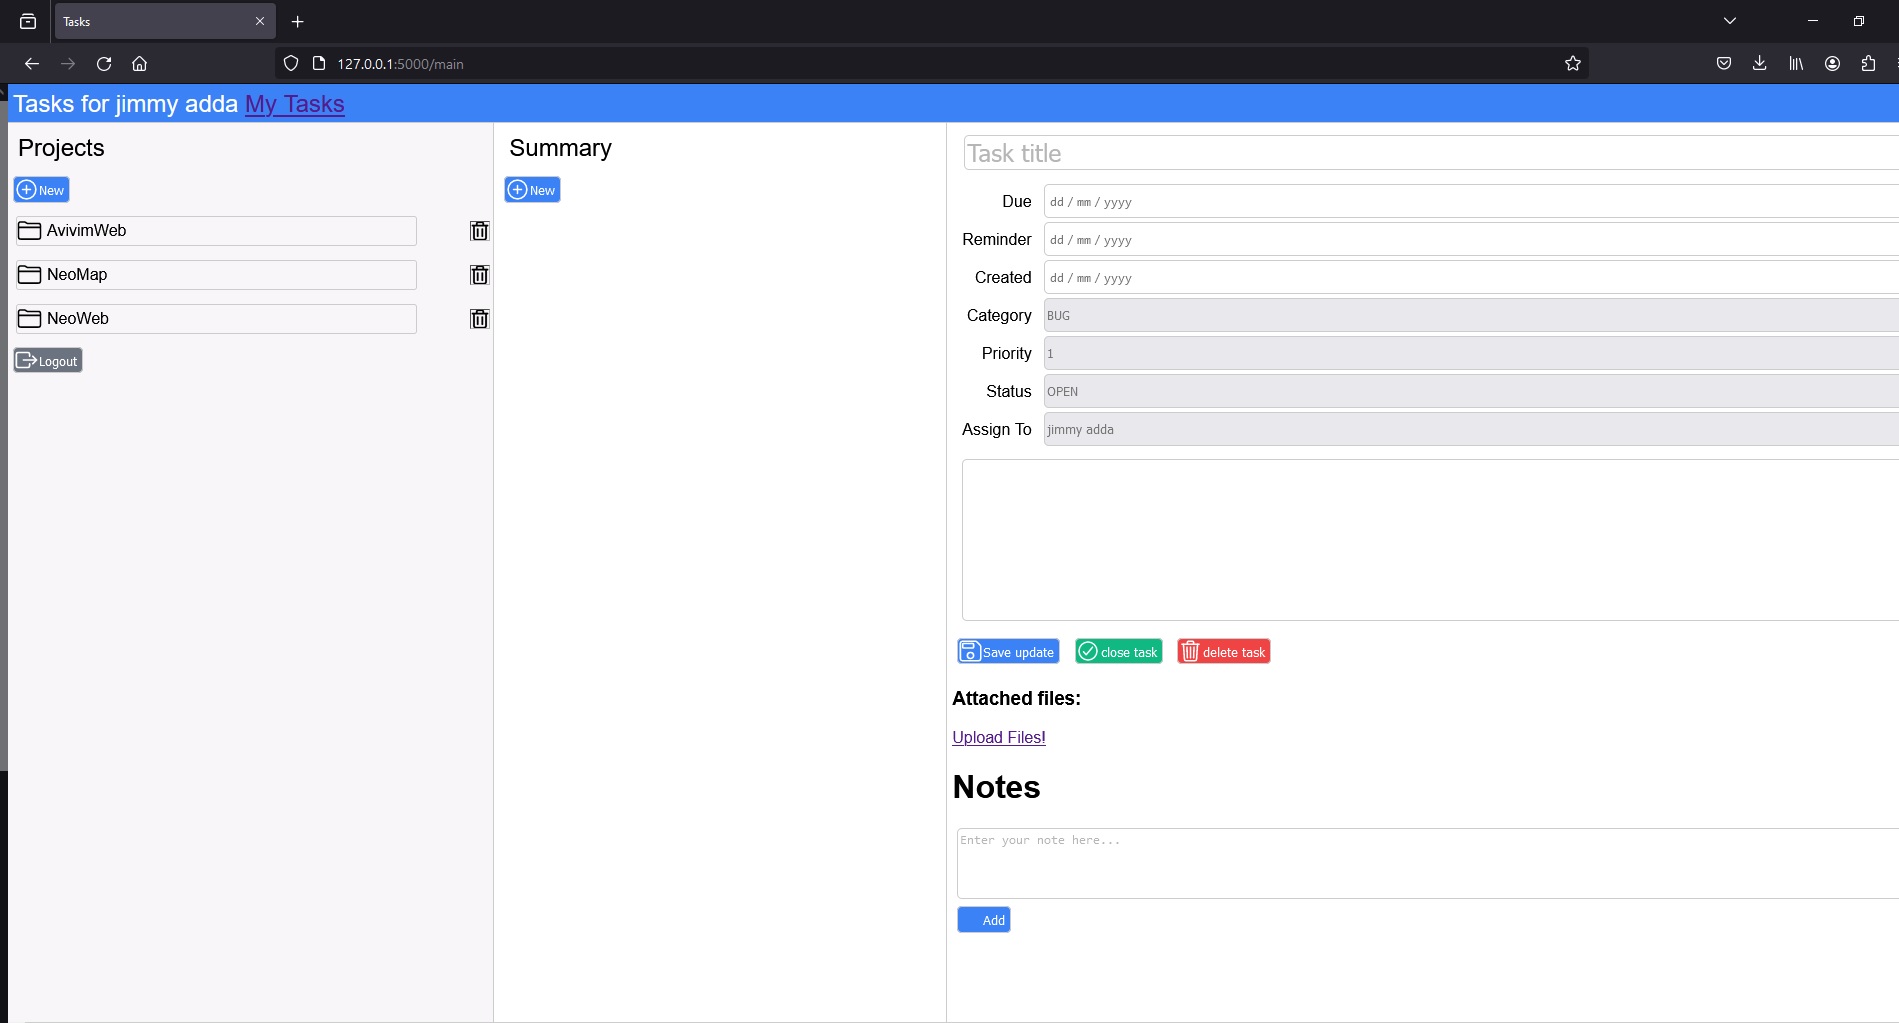 Tasks
127.0.0.1:5000/main
Tasks for jimmy adda My Tasks
Projects
New
AvivimWeb
NeoMap
NeoWeb
Logout
Summary
New
Task title
Due dd / mm / yyyy
Reminder dd / mm / yyyy
Created dd / mm / yyyy
Category BUG
Priority 1
Status OPEN
Assign To jimmy adda
Save update close task delete task
Attached files:
Upload Files!
Notes
Enter your note here...
Add